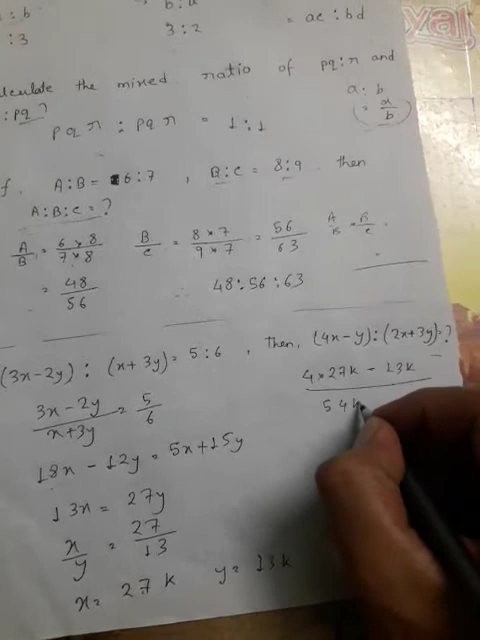 : b
: 3
3 : 2
= ac : bd
the mixed ratio of pq:r and
: pq ?
a : b
= a/b
pqr : pqr = 1 : 1
f. A:B = 6:7 , B:C = 8:9 , then
A:B:C = ?
A/B = 6×8/7×8
= 48/56
B/C = 8×7/9×7 = 56/63
A/B × B/C
∴ 48:56:63
(3x-2y) : (x+3y) = 5:6 , then, (4x-y):(2x+3y) = ?
3x-2y/x+3y = 5/6
18x - 12y = 5x+15y
13x = 27y
x/y = 27/13
x = 27k y = 13k
4×27k - 13k
54k